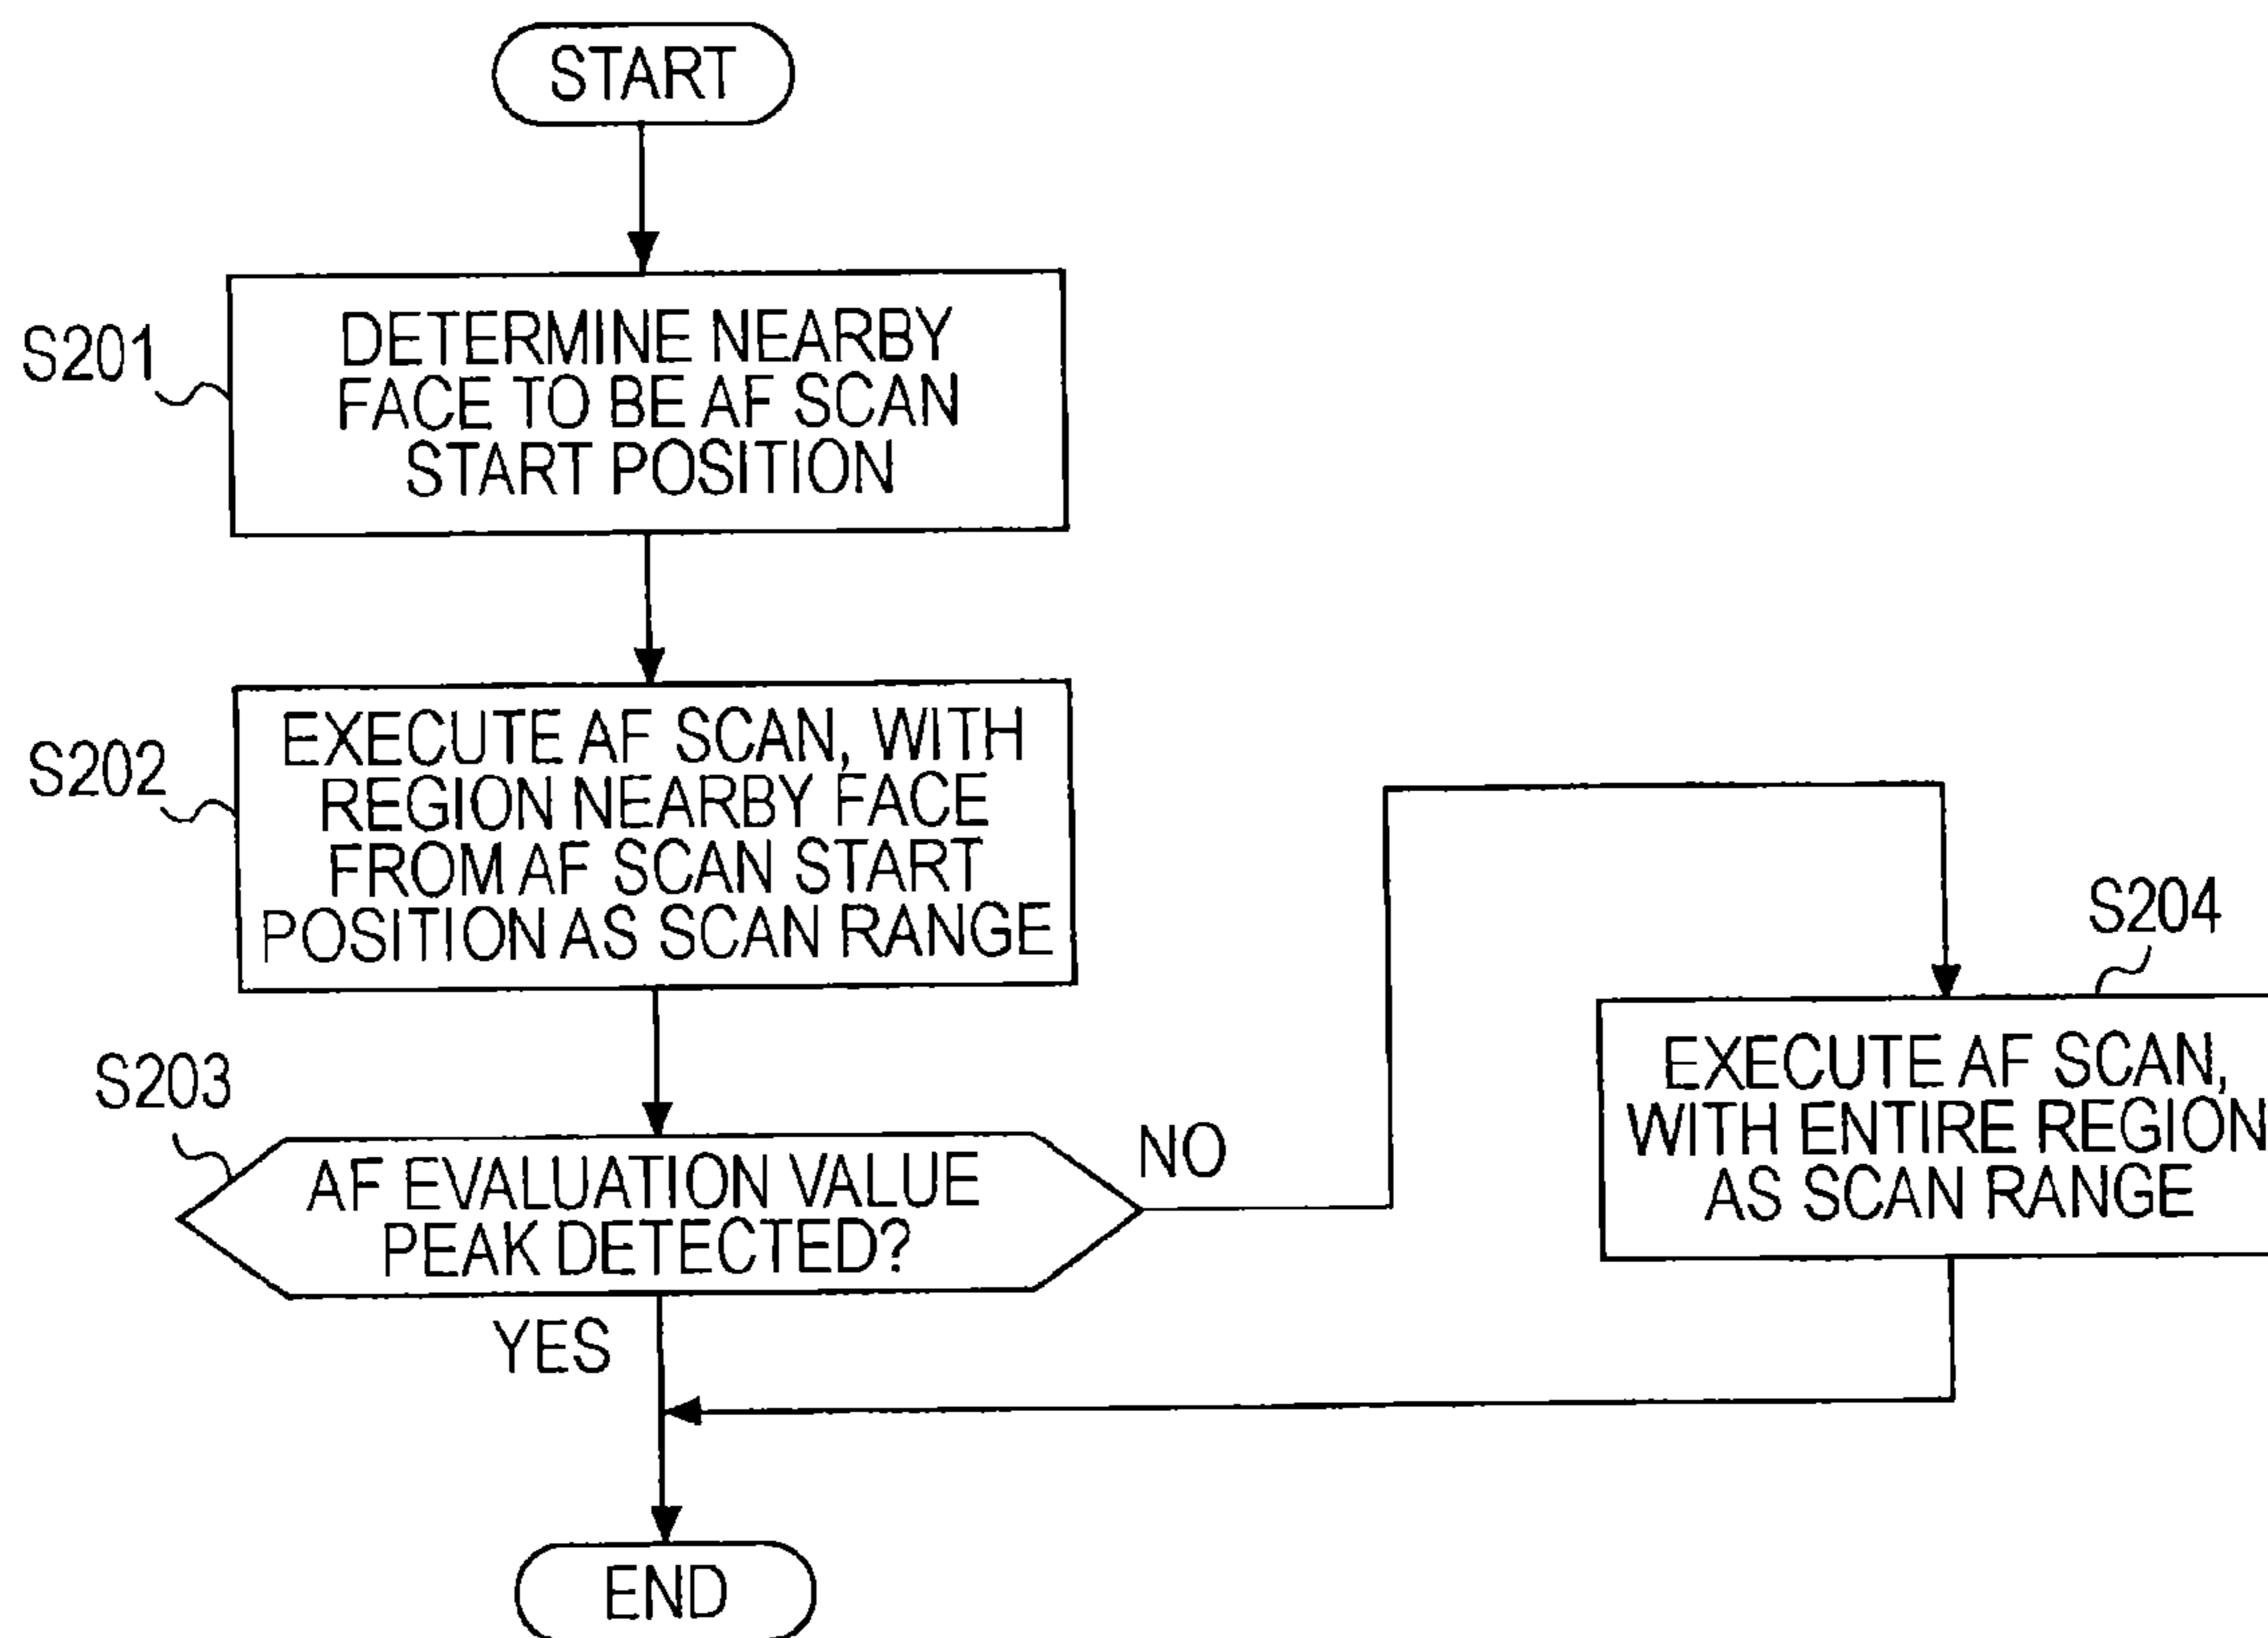 START
S201
DETERMINE NEARBY
FACE TO BE AF SCAN
START POSITION
S202
EXECUTE AF SCAN, WITH
REGION NEARBY FACE
FROM AF SCAN START
POSITION AS SCAN RANGE
S203
AF EVALUATION VALUE
PEAK DETECTED?
NO
YES
S204
EXECUTE AF SCAN,
WITH ENTIRE REGION
AS SCAN RANGE
END